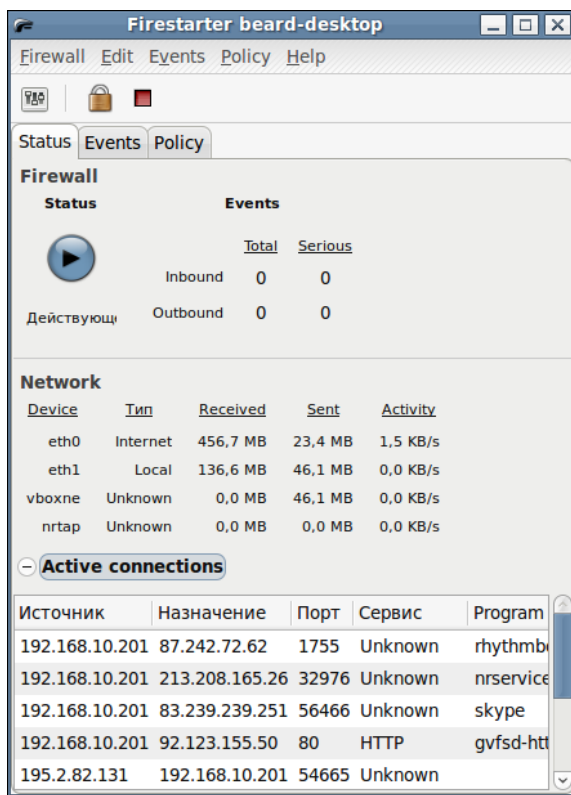 Firestarter beard-desktop
Firewall Edit Events Policy Help
Status Events Policy
Firewall
Status Events
Total Serious
Inbound 0 0
Действующ Outbound 0 0
Network
Device Тип Received Sent Activity
eth0 Internet 456,7 MB 23,4 MB 1,5 KB/s
eth1 Local 136,6 MB 46,1 MB 0,0 KB/s
vboxne Unknown 0,0 MB 46,1 MB 0,0 KB/s
nrtap Unknown 0,0 MB 0,0 MB 0,0 KB/s
Active connections
Источник Назначение Порт Сервис Program
192.168.10.201 87.242.72.62 1755 Unknown rhythmb
192.168.10.201 213.208.165.26 32976 Unknown nrservice
192.168.10.201 83.239.239.251 56466 Unknown skype
192.168.10.201 92.123.155.50 80 HTTP gvfsd-htt
195.2.82.131 192.168.10.201 54665 Unknown